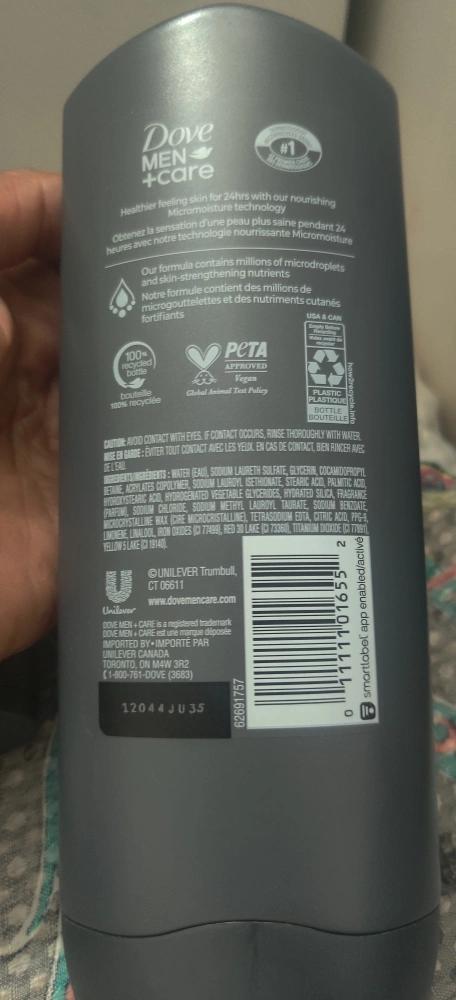 Dove
MEN
+care
#1
Healthier feeling skin for 24hrs with our nourishing
Micromoisture technology
Obtenez la sensation d'une peau plus saine pendant 24
heures avec notre technologie nourrissante Micromoisture
Our formula contains millions of microdroplets
and skin-strengthening nutrients
Notre formule contient des millions de
microgouttelettes et des nutriments cutanés
fortifiants
100%
recycled
bottle
bouteille
100% recyclée
PETA
APPROVED
Vegan
Global Animal Test Policy
USA & CAN
Empty Before
Recycling
PLASTIC
PLASTIQUE
BOTTLE
BOUTEILLE
how2recycle.info
CAUTION: AVOID CONTACT WITH EYES. IF CONTACT OCCURS, RINSE THOROUGHLY WITH WATER.
MISE EN GARDE : ÉVITER TOUT CONTACT AVEC LES YEUX. EN CAS DE CONTACT, BIEN RINCER AVEC
DE L'EAU.
INGREDIENTS/INGRÉDIENTS : WATER (EAU), SODIUM LAURETH SULFATE, GLYCERIN, COCAMIDOPROPYL
BETAINE, ACRYLATES COPOLYMER, SODIUM LAUROYL ISETHIONATE, STEARIC ACID, PALMITIC ACID,
HYDROXYSTEARIC ACID, HYDROGENATED VEGETABLE GLYCERIDES, HYDRATED SILICA, FRAGRANCE
(PARFUM), SODIUM CHLORIDE, SODIUM METHYL LAUROYL TAURATE, SODIUM BENZOATE,
MICROCRYSTALLINE WAX (CIRE MICROCRISTALLINE), TETRASODIUM EDTA, CITRIC ACID, PPG-6,
LIMONENE, LINALOOL, IRON OXIDES (CI 77499), RED 30 LAKE (CI 73360), TITANIUM DIOXIDE (CI 77891),
YELLOW 5 LAKE (CI 19140).
Unilever
©UNILEVER Trumbull,
CT 06611
www.dovemencare.com
DOVE MEN + CARE is a registered trademark
DOVE MEN + CARE est une marque déposée
IMPORTED BY • IMPORTÉ PAR
UNILEVER CANADA
TORONTO, ON M4W 3R2
1-800-761-DOVE (3683)
12044JU35
62691757
0 11111 01655 2
smartlabel app enabled/activé